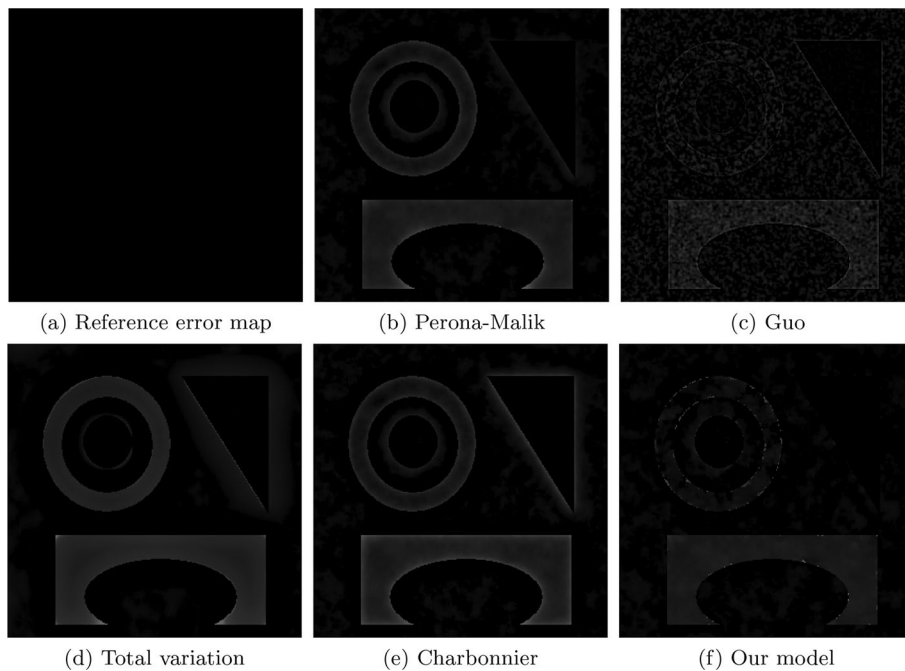 (a) Reference error map
(b) Perona-Malik
(c) Guo
(d) Total variation
(e) Charbonnier
(f) Our model